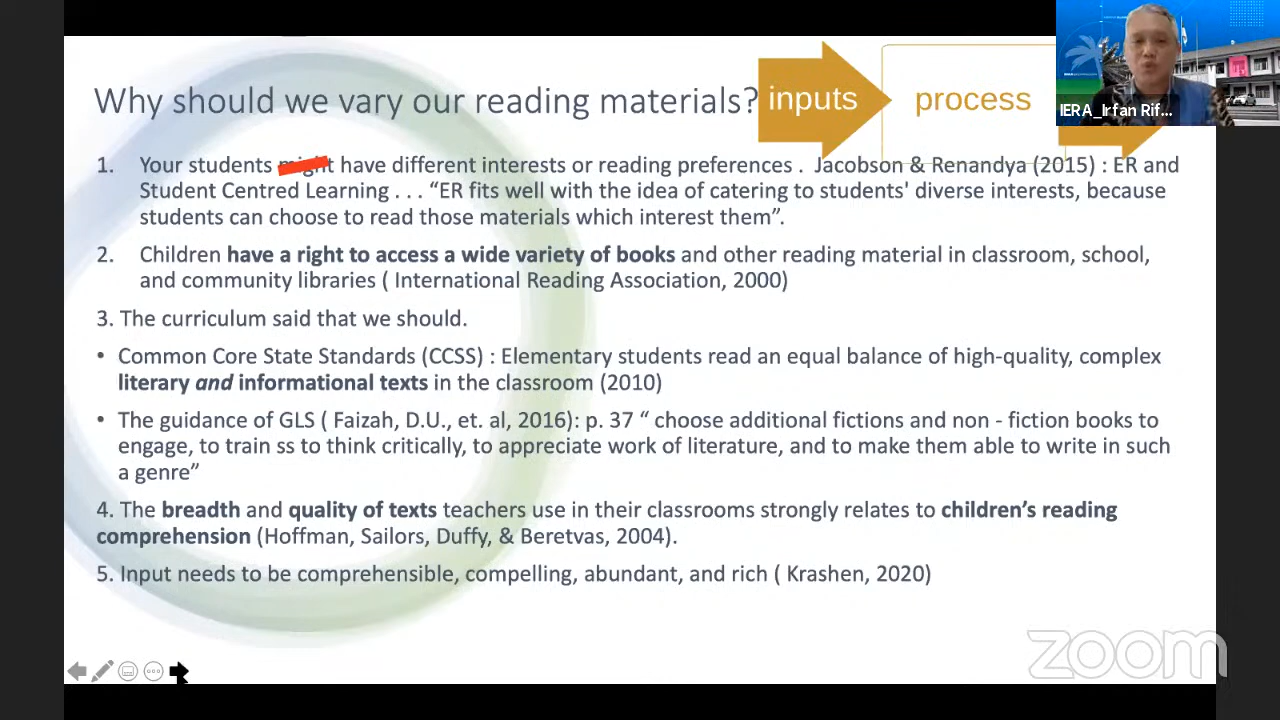 Why should we vary our reading materials?
inputs
process
IERA_Irfan Rif...
1. Your students might have different interests or reading preferences . Jacobson & Renandya (2015) : ER and
Student Centred Learning . . . “ER fits well with the idea of catering to students' diverse interests, because
students can choose to read those materials which interest them”.
2. Children have a right to access a wide variety of books and other reading material in classroom, school,
and community libraries ( International Reading Association, 2000)
3. The curriculum said that we should.
• Common Core State Standards (CCSS) : Elementary students read an equal balance of high-quality, complex
literary and informational texts in the classroom (2010)
• The guidance of GLS ( Faizah, D.U., et. al, 2016): p. 37 “ choose additional fictions and non - fiction books to
engage, to train ss to think critically, to appreciate work of literature, and to make them able to write in such
a genre”
4. The breadth and quality of texts teachers use in their classrooms strongly relates to children’s reading
comprehension (Hoffman, Sailors, Duffy, & Beretvas, 2004).
5. Input needs to be comprehensible, compelling, abundant, and rich ( Krashen, 2020)
zoom